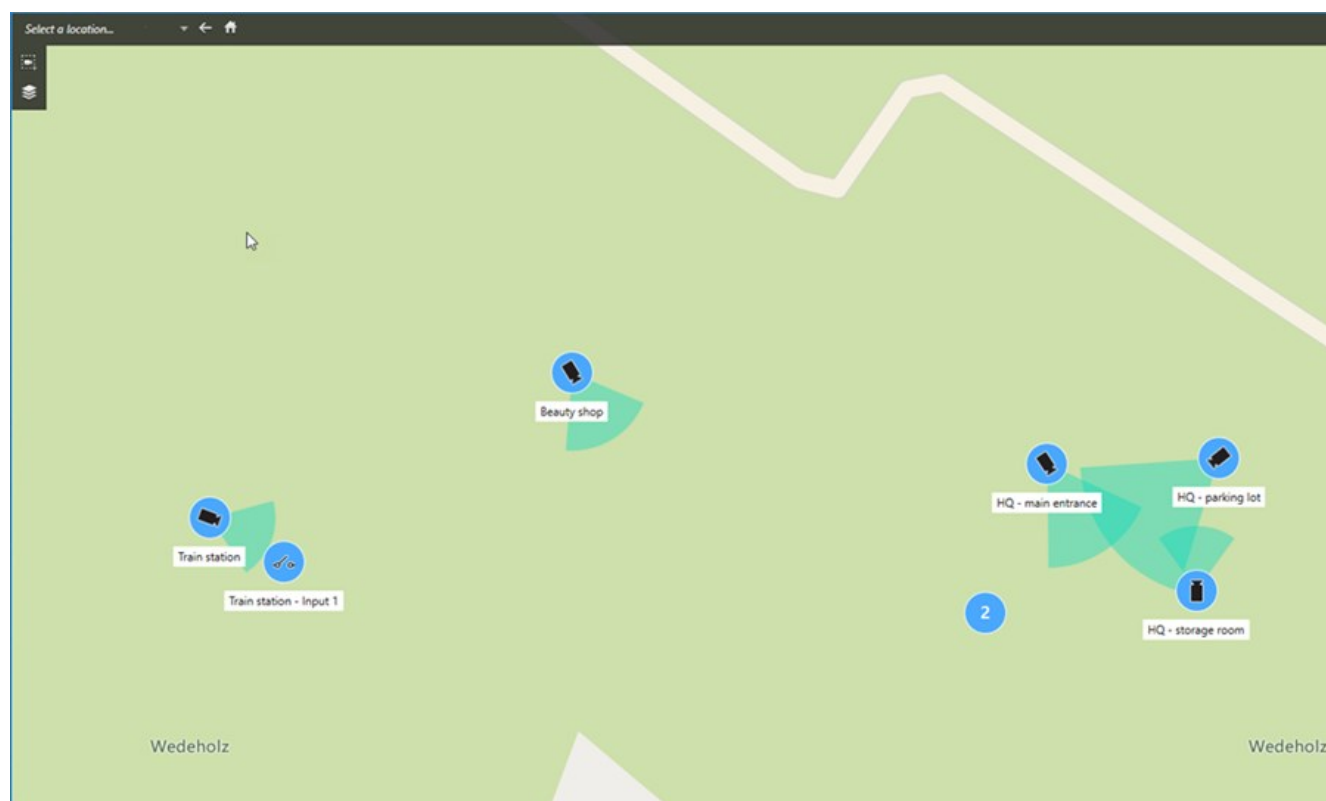 Select a location...
Beauty shop
HQ - main entrance
HQ - parking lot
Train station
Train station - Input 1
2
HQ - storage room
Wedeholz
Wedeholz